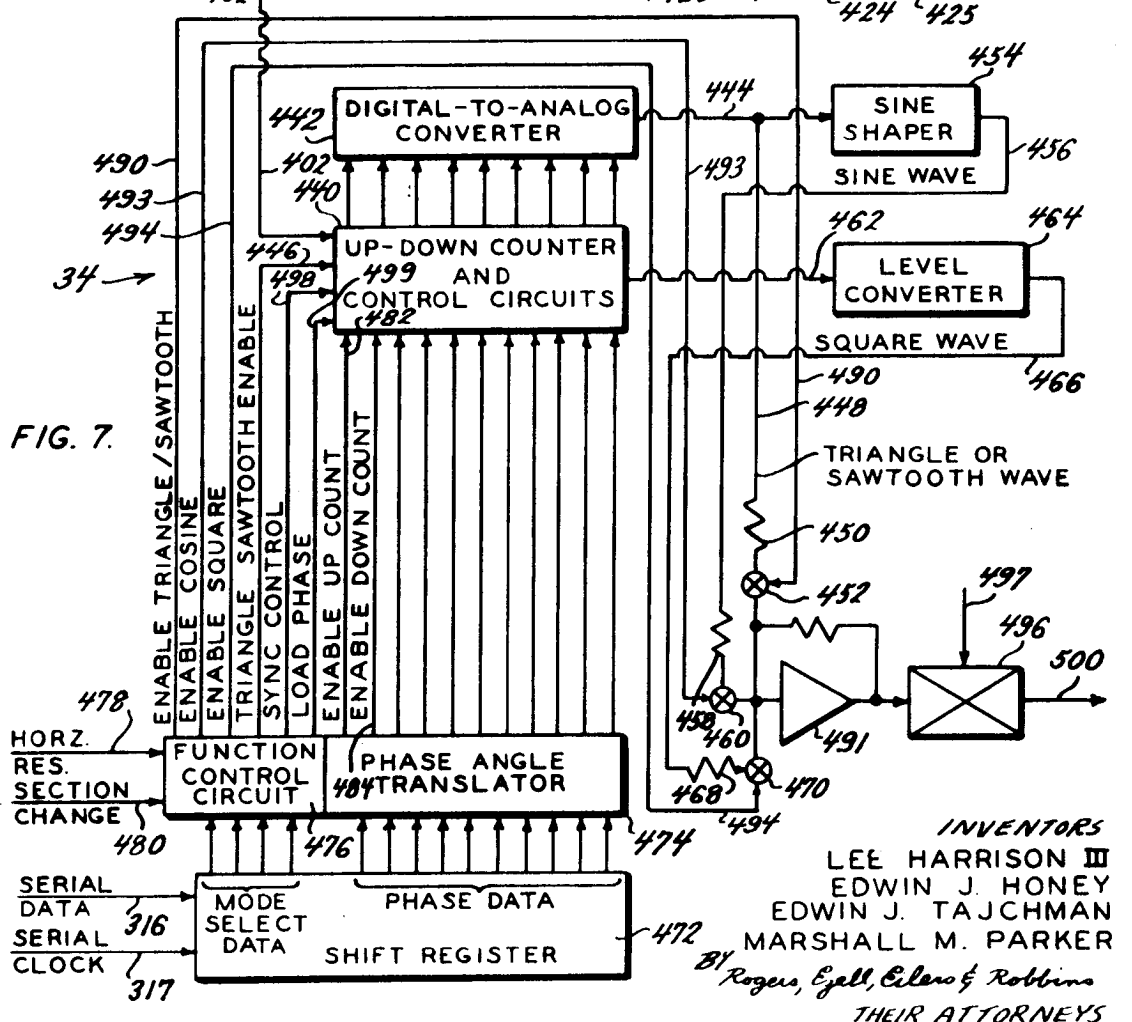 424 425
DIGITAL-TO-ANALOG
CONVERTER
442
444
454
SINE
SHAPER
456
SINE WAVE
490
402
493
493
440
494
446
498
499
UP-DOWN COUNTER
AND
CONTROL CIRCUITS
482
462
464
LEVEL
CONVERTER
34
SQUARE WAVE
466
490
448
FIG. 7.
TRIANGLE OR
SAWTOOTH WAVE
ENABLE TRIANGLE/SAWTOOTH
ENABLE COSINE
ENABLE SQUARE
TRIANGLE SAWTOOTH ENABLE
SYNC CONTROL
LOAD PHASE
ENABLE UP COUNT
ENABLE DOWN COUNT
450
452
497
496
500
458
460
491
478
HORZ.
RES.
SECTION
CHANGE
480
FUNCTION
CONTROL
CIRCUIT
476
484
PHASE ANGLE
TRANSLATOR
474
468
470
494
SERIAL
DATA
316
SERIAL
CLOCK
317
MODE
SELECT
DATA
PHASE DATA
SHIFT REGISTER
472
INVENTORS
LEE HARRISON III
EDWIN J. HONEY
EDWIN J. TAJCHMAN
MARSHALL M. PARKER
BY
Rogers, Ezell, Eilers & Robbins
THEIR ATTORNEYS